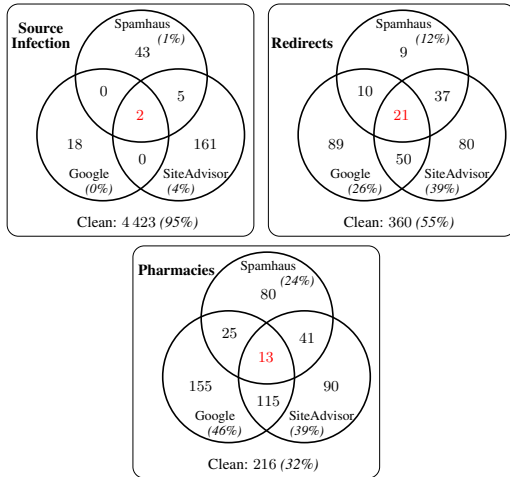 Source
Infection
Spamhaus
(1%)
43
0
5
2
18
0
161
Google
(0%)
SiteAdvisor
(4%)
Clean: 4 423 (95%)
Redirects
Spamhaus
(12%)
9
10
37
21
89
50
80
Google
(26%)
SiteAdvisor
(39%)
Clean: 360 (55%)
Pharmacies
Spamhaus
(24%)
80
25
41
13
155
115
90
Google
(46%)
SiteAdvisor
(39%)
Clean: 216 (32%)